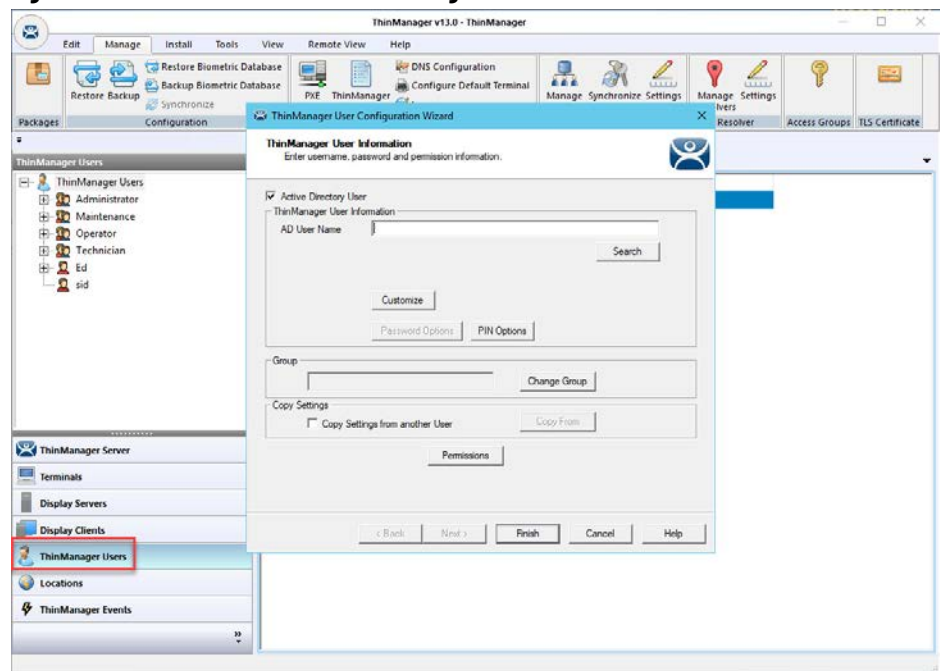 ThinManager v13.0 - ThinManager
Edit Manage Install Tools View Remote View Help
Restore Biometric Database
Backup Biometric Database
Synchronize
Restore Backup
Packages
Configuration
PXE ThinManager
DNS Configuration
Configure Default Terminal
Manage Synchronize Settings
Manage Settings
lvers
Resolver
Access Groups
TLS Certificate
ThinManager Users
ThinManager Users
Administrator
Maintenance
Operator
Technician
Ed
sid
ThinManager Server
Terminals
Display Servers
Display Clients
ThinManager Users
Locations
ThinManager Events
ThinManager User Configuration Wizard
ThinManager User Information
Enter username, password and permission information.
Active Directory User
ThinManager User Information
AD User Name
Search
Customize
Password Options PIN Options
Group
Change Group
Copy Settings
Copy Settings from another User Copy From
Permissions
< Back Next > Finish Cancel Help